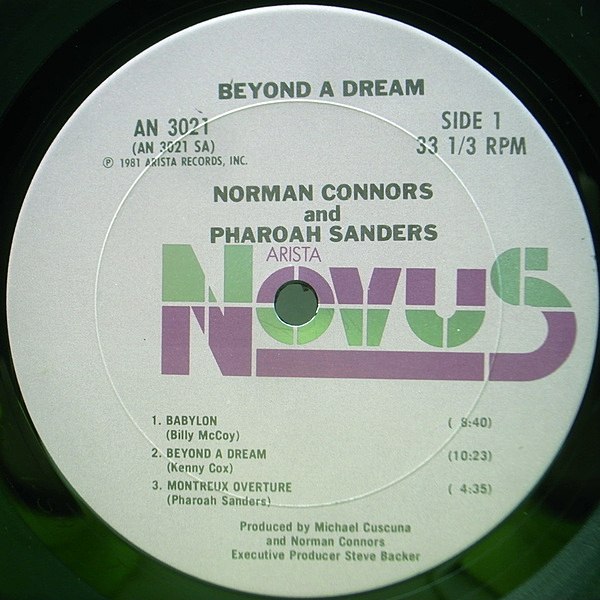 BEYOND A DREAM
AN 3021
(AN 3021 SA)
℗ 1981 ARISTA RECORDS, INC.
SIDE 1
33 1/3 RPM
NORMAN CONNORS
and
PHAROAH SANDERS
ARISTA
NOVUS
1. BABYLON ( 8:40)
(Billy McCoy)
2. BEYOND A DREAM (10:23)
(Kenny Cox)
3. MONTREUX OVERTURE ( 4:35)
(Pharoah Sanders)
Produced by Michael Cuscuna
and Norman Connors
Executive Producer Steve Backer